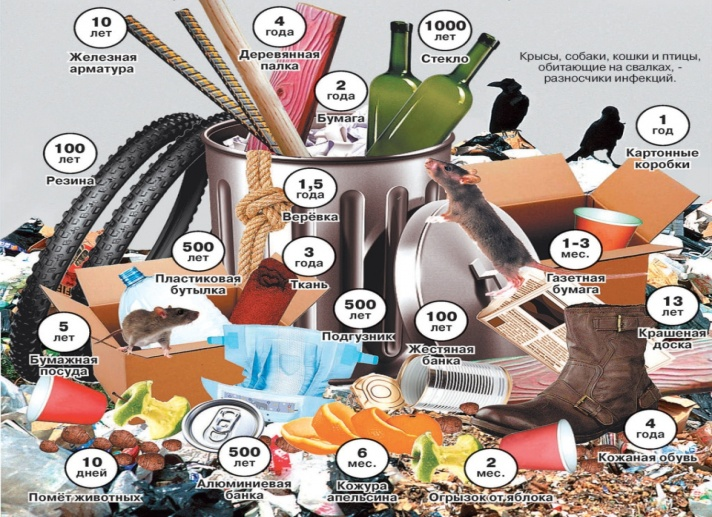 10
лет
Железная
арматура
4
года
Деревянная
палка
1000
лет
Стекло
Крысы, собаки, кошки и птицы,
обитающие на свалках, -
разносчики инфекций.
2
года
Бумага
1
год
Картонные
коробки
100
лет
Резина
1,5
года
Верёвка
500
лет
Пластиковая
бутылка
3
года
Ткань
1-3
мес.
Газетная
бумага
500
лет
Подгузник
100
лет
Жестяная
банка
13
лет
Крашеная
доска
5
лет
Бумажная
посуда
4
года
Кожаная обувь
10
дней
Помёт животных
500
лет
Алюминиевая
банка
6
мес.
Кожура
апельсина
2
мес.
Огрызок от яблока